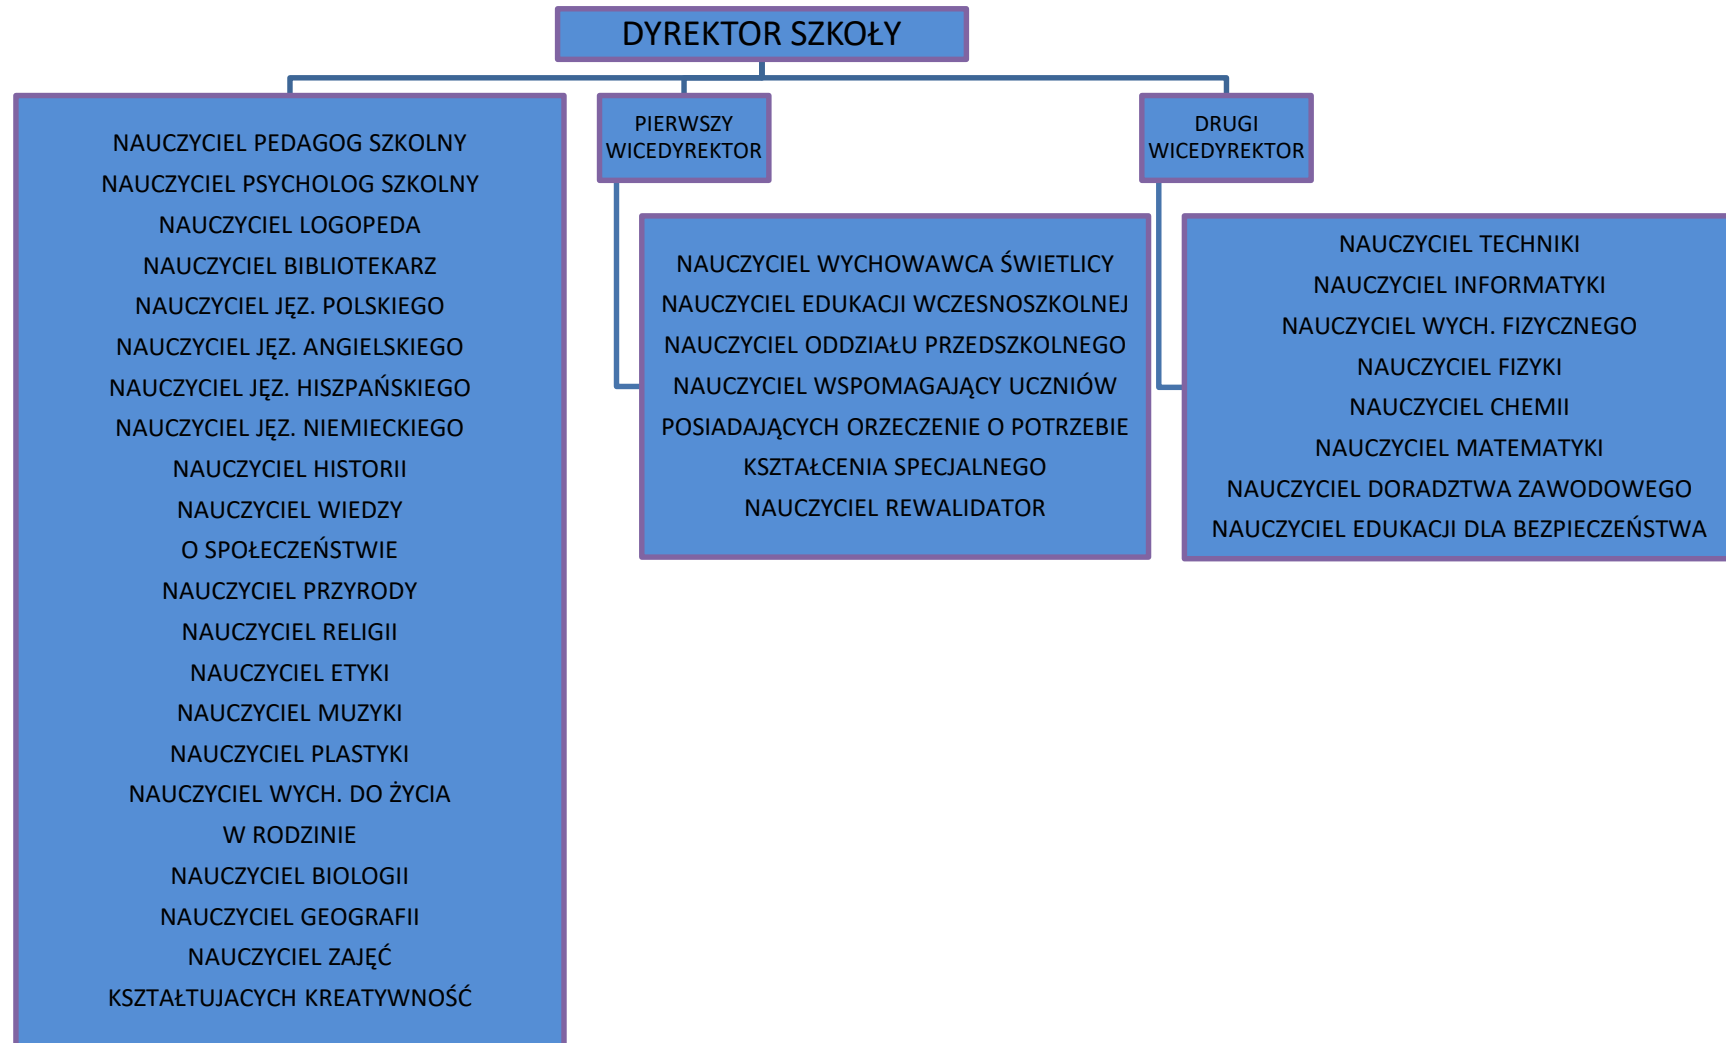 DYREKTOR SZKOŁY
NAUCZYCIEL PEDAGOG SZKOLNY
NAUCZYCIEL PSYCHOLOG SZKOLNY
NAUCZYCIEL LOGOPEDA
NAUCZYCIEL BIBLIOTEKARZ
NAUCZYCIEL JĘZ. POLSKIEGO
NAUCZYCIEL JĘZ. ANGIELSKIEGO
NAUCZYCIEL JĘZ. HISZPAŃSKIEGO
NAUCZYCIEL JĘZ. NIEMIECKIEGO
NAUCZYCIEL HISTORII
NAUCZYCIEL WIEDZY
O SPOŁECZEŃSTWIE
NAUCZYCIEL PRZYRODY
NAUCZYCIEL RELIGII
NAUCZYCIEL ETYKI
NAUCZYCIEL MUZYKI
NAUCZYCIEL PLASTYKI
NAUCZYCIEL WYCH. DO ŻYCIA
W RODZINIE
NAUCZYCIEL BIOLOGII
NAUCZYCIEL GEOGRAFII
NAUCZYCIEL ZAJĘĆ
KSZTAŁTUJACYCH KREATYWNOŚĆ
PIERWSZY
WICEDYREKTOR
NAUCZYCIEL WYCHOWAWCA ŚWIETLICY
NAUCZYCIEL EDUKACJI WCZESNOSZKOLNEJ
NAUCZYCIEL ODDZIAŁU PRZEDSZKOLNEGO
NAUCZYCIEL WSPOMAGAJĄCY UCZNIÓW
POSIADAJĄCYCH ORZECZENIE O POTRZEBIE
KSZTAŁCENIA SPECJALNEGO
NAUCZYCIEL REWALIDATOR
DRUGI
WICEDYREKTOR
NAUCZYCIEL TECHNIKI
NAUCZYCIEL INFORMATYKI
NAUCZYCIEL WYCH. FIZYCZNEGO
NAUCZYCIEL FIZYKI
NAUCZYCIEL CHEMII
NAUCZYCIEL MATEMATYKI
NAUCZYCIEL DORADZTWA ZAWODOWEGO
NAUCZYCIEL EDUKACJI DLA BEZPIECZEŃSTWA